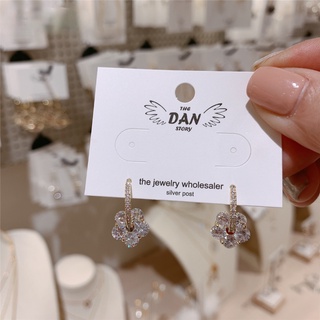 THE
DAN
STORY
the jewelry wholesaler
silver post